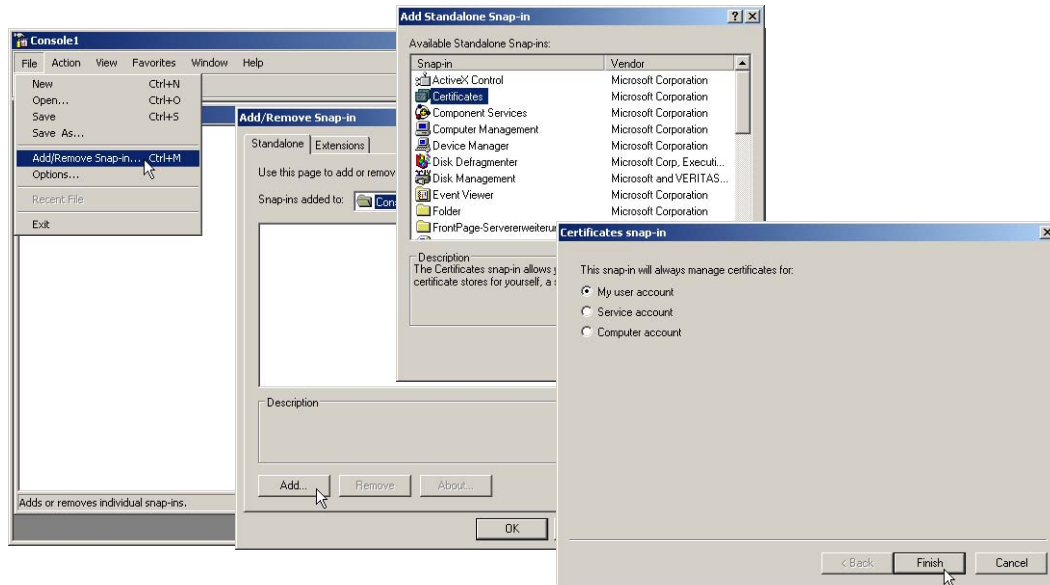 Console1
File Action View Favorites Window Help
New Ctrl+N
Open... Ctrl+O
Save Ctrl+S
Save As...
Add/Remove Snap-in... Ctrl+M
Options...
Recent File
Exit
Adds or removes individual snap-ins.
Add/Remove Snap-in
Standalone Extensions
Use this page to add or remov
Snap-ins added to: Con
Description
Add... Remove About...
OK
Add Standalone Snap-in
Available Standalone Snap-ins:
Snap-in Vendor
ActiveX Control Microsoft Corporation
Certificates Microsoft Corporation
Component Services Microsoft Corporation
Computer Management Microsoft Corporation
Device Manager Microsoft Corporation
Disk Defragmenter Microsoft Corp, Executi...
Disk Management Microsoft and VERITAS...
Event Viewer Microsoft Corporation
Folder Microsoft Corporation
FrontPage-Servererweiterur
Description
The Certificates snap-in allows
certificate stores for yourself, a
Certificates snap-in
This snap-in will always manage certificates for:
My user account
Service account
Computer account
< Back Finish Cancel